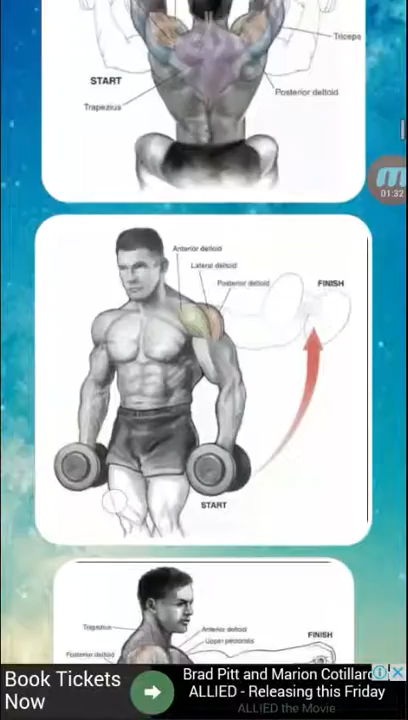 Triceps
START
Posterior deltoid
Trapezius
01:32
Anterior deltoid
Lateral deltoid
Posterior deltoid
FINISH
START
Trapezius
Anterior deltoid
Upper pectoralis
FINISH
Posterior deltoid
Book Tickets
Now
Brad Pitt and Marion Cotillard
ALLIED - Releasing this Friday
ALLIED the Movie